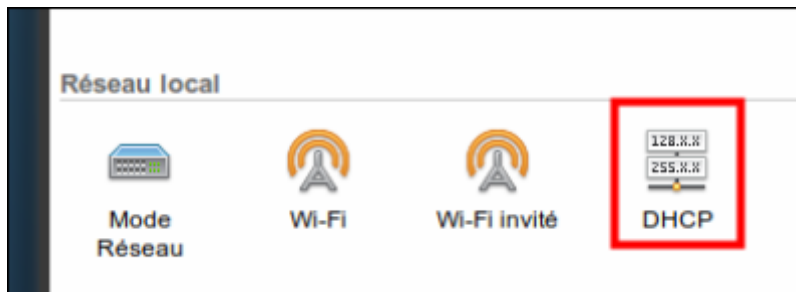 Réseau local
128.X.X
255.X.X
Mode
Réseau
Wi-Fi
Wi-Fi invité
DHCP